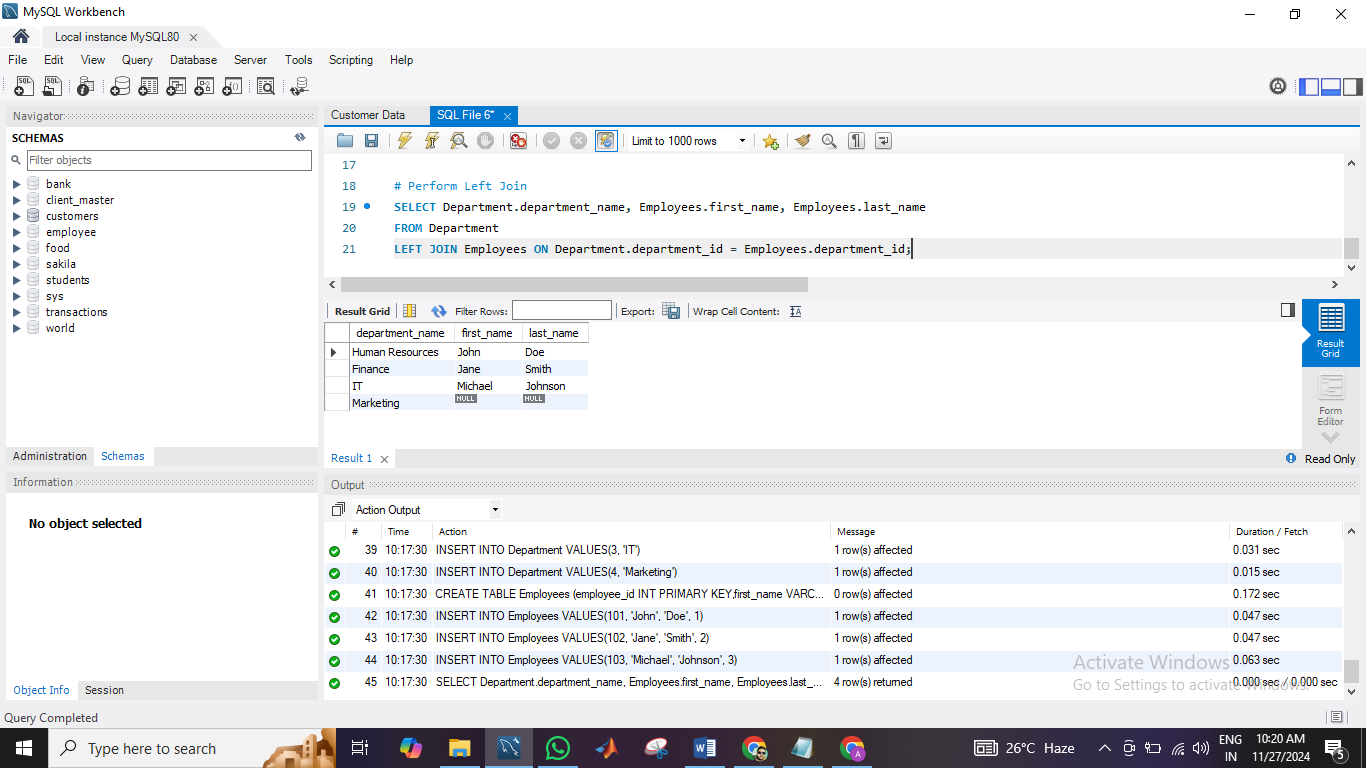 MySQL Workbench
Local instance MySQL80
File Edit View Query Database Server Tools Scripting Help
Navigator
SCHEMAS
Filter objects
bank
client_master
customers
employee
food
sakila
students
sys
transactions
world
Administration Schemas
Information
No object selected
Object Info Session
Customer Data SQL File 6*
Limit to 1000 rows
17
18 # Perform Left Join
19 SELECT Department.department_name, Employees.first_name, Employees.last_name
20 FROM Department
21 LEFT JOIN Employees ON Department.department_id = Employees.department_id;
Result Grid Filter Rows: Export: Wrap Cell Content:
department_name first_name last_name
Human Resources John Doe
Finance Jane Smith
IT Michael Johnson
Marketing NULL NULL
Result Grid
Form Editor
Result 1 Read Only
Output
Action Output
# Time Action Message Duration / Fetch
39 10:17:30 INSERT INTO Department VALUES(3, 'IT') 1 row(s) affected 0.031 sec
40 10:17:30 INSERT INTO Department VALUES(4, 'Marketing') 1 row(s) affected 0.015 sec
41 10:17:30 CREATE TABLE Employees (employee_id INT PRIMARY KEY,first_name VARC... 0 row(s) affected 0.172 sec
42 10:17:30 INSERT INTO Employees VALUES(101, 'John', 'Doe', 1) 1 row(s) affected 0.047 sec
43 10:17:30 INSERT INTO Employees VALUES(102, 'Jane', 'Smith', 2) 1 row(s) affected 0.047 sec
44 10:17:30 INSERT INTO Employees VALUES(103, 'Michael', 'Johnson', 3) 1 row(s) affected 0.063 sec
45 10:17:30 SELECT Department.department_name, Employees.first_name, Employees.last_... 4 row(s) returned 0.000 sec / 0.000 sec
Activate Windows
Go to Settings to activate Windows.
Query Completed
Type here to search
26°C Haze
ENG
IN
10:20 AM
11/27/2024
5